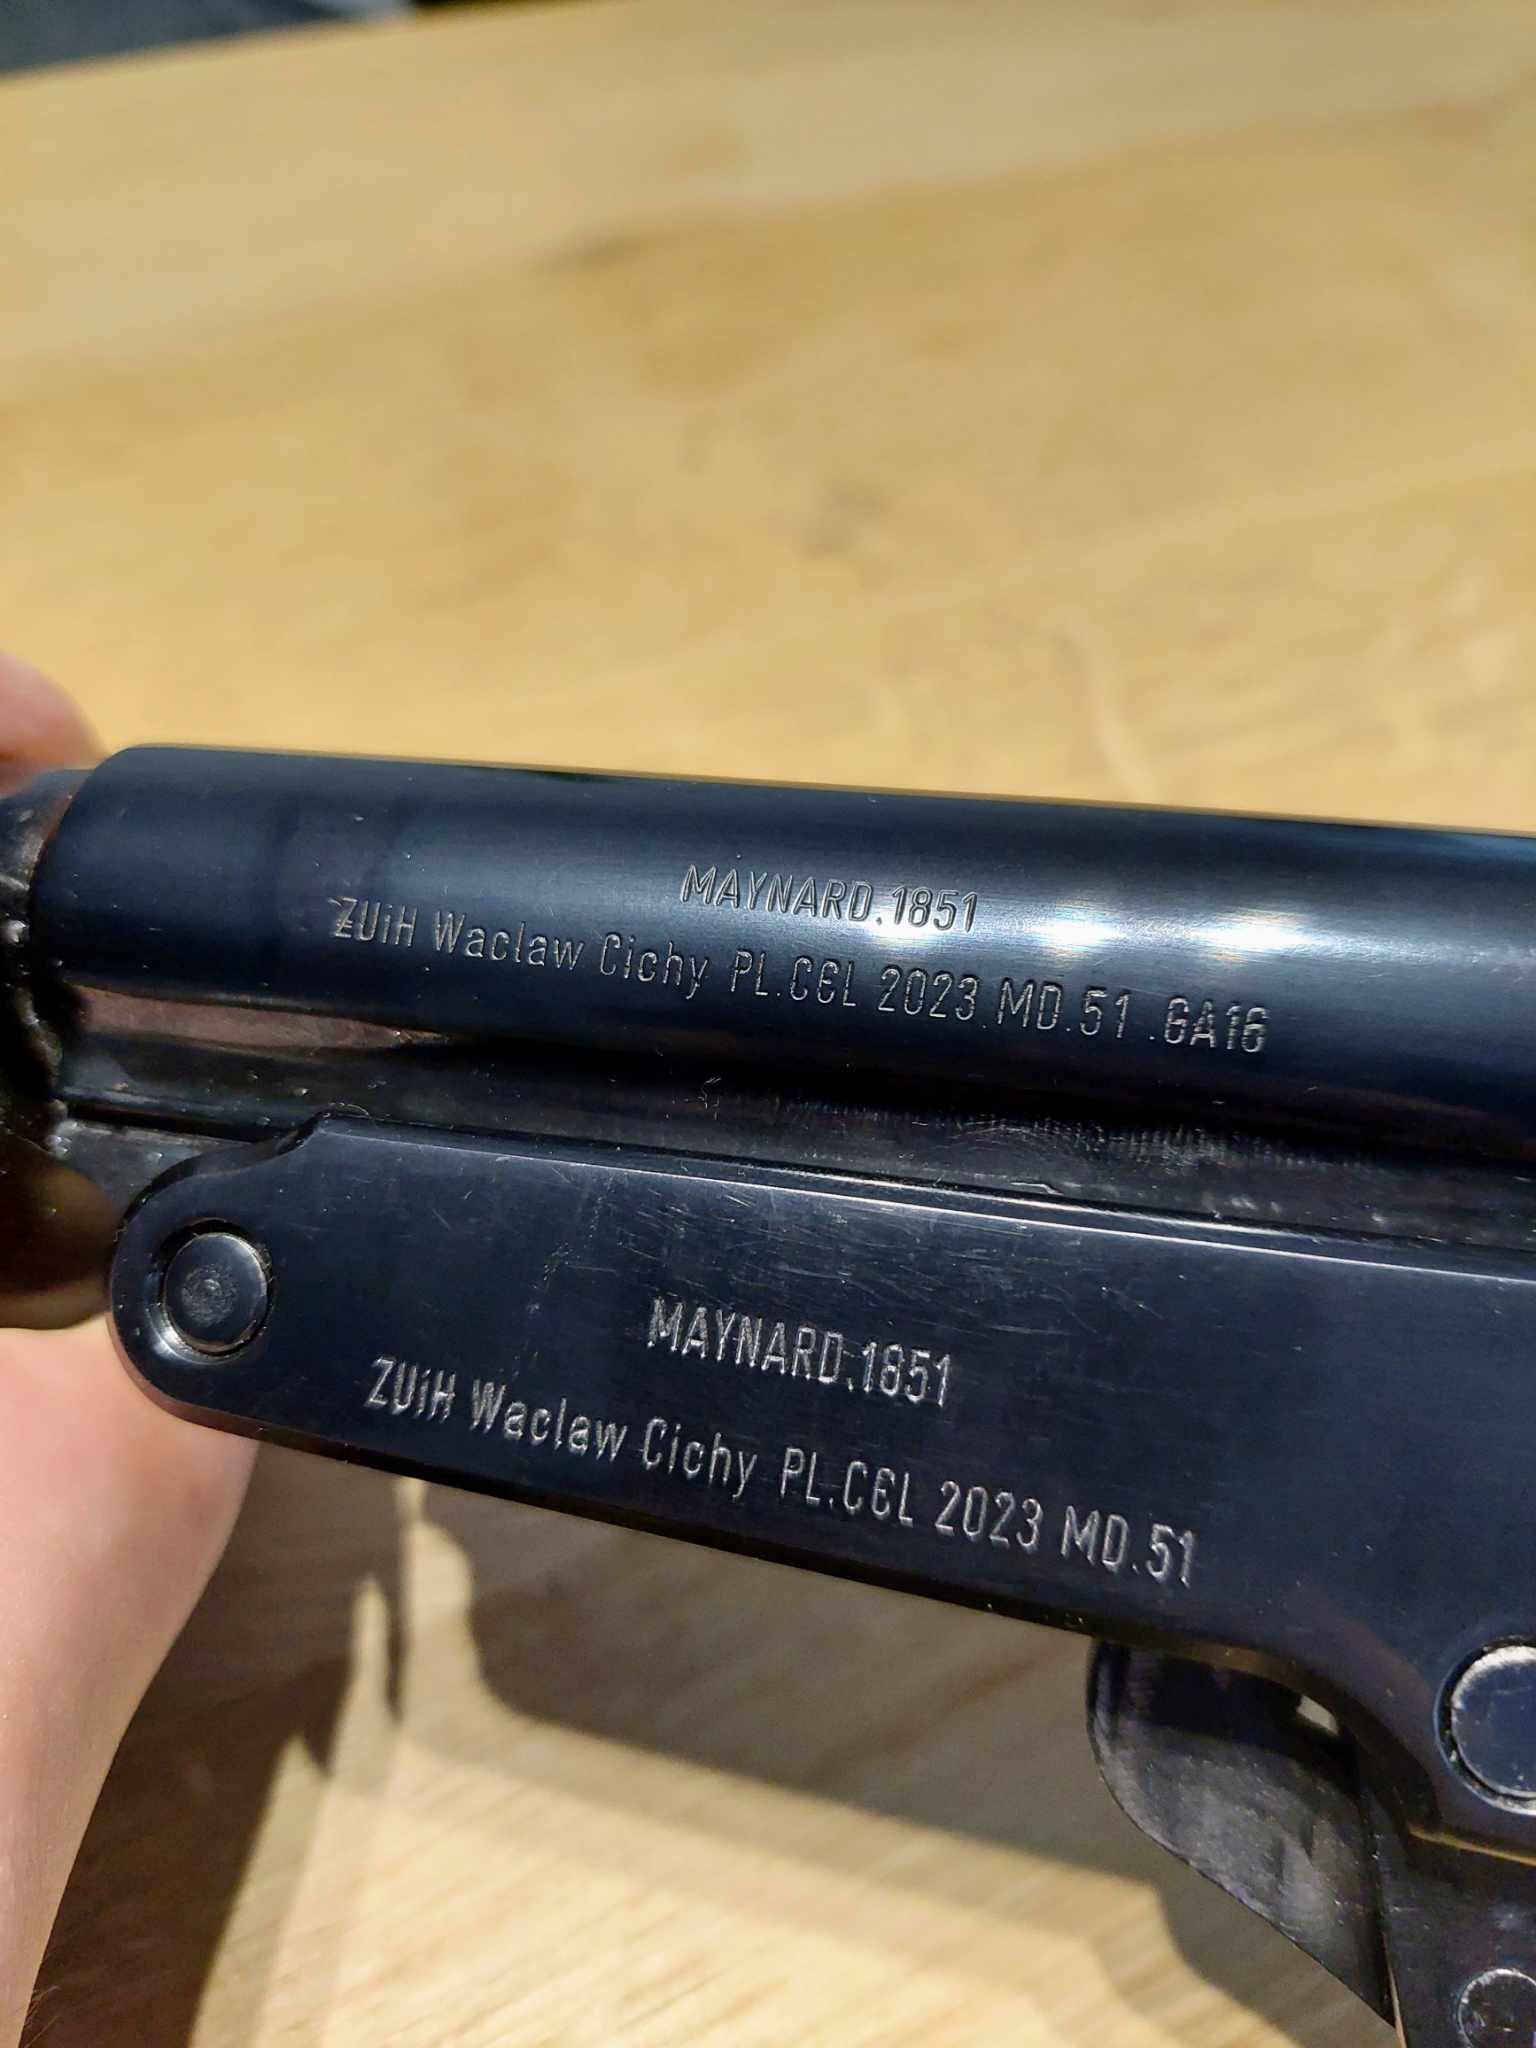 MAYNARD.1851
ZUiH Waclaw Cichy PL.C6L 2023 MD.51 .GA16
MAYNARD.1851
ZUiH Waclaw Cichy PL.C6L 2023 MD.51